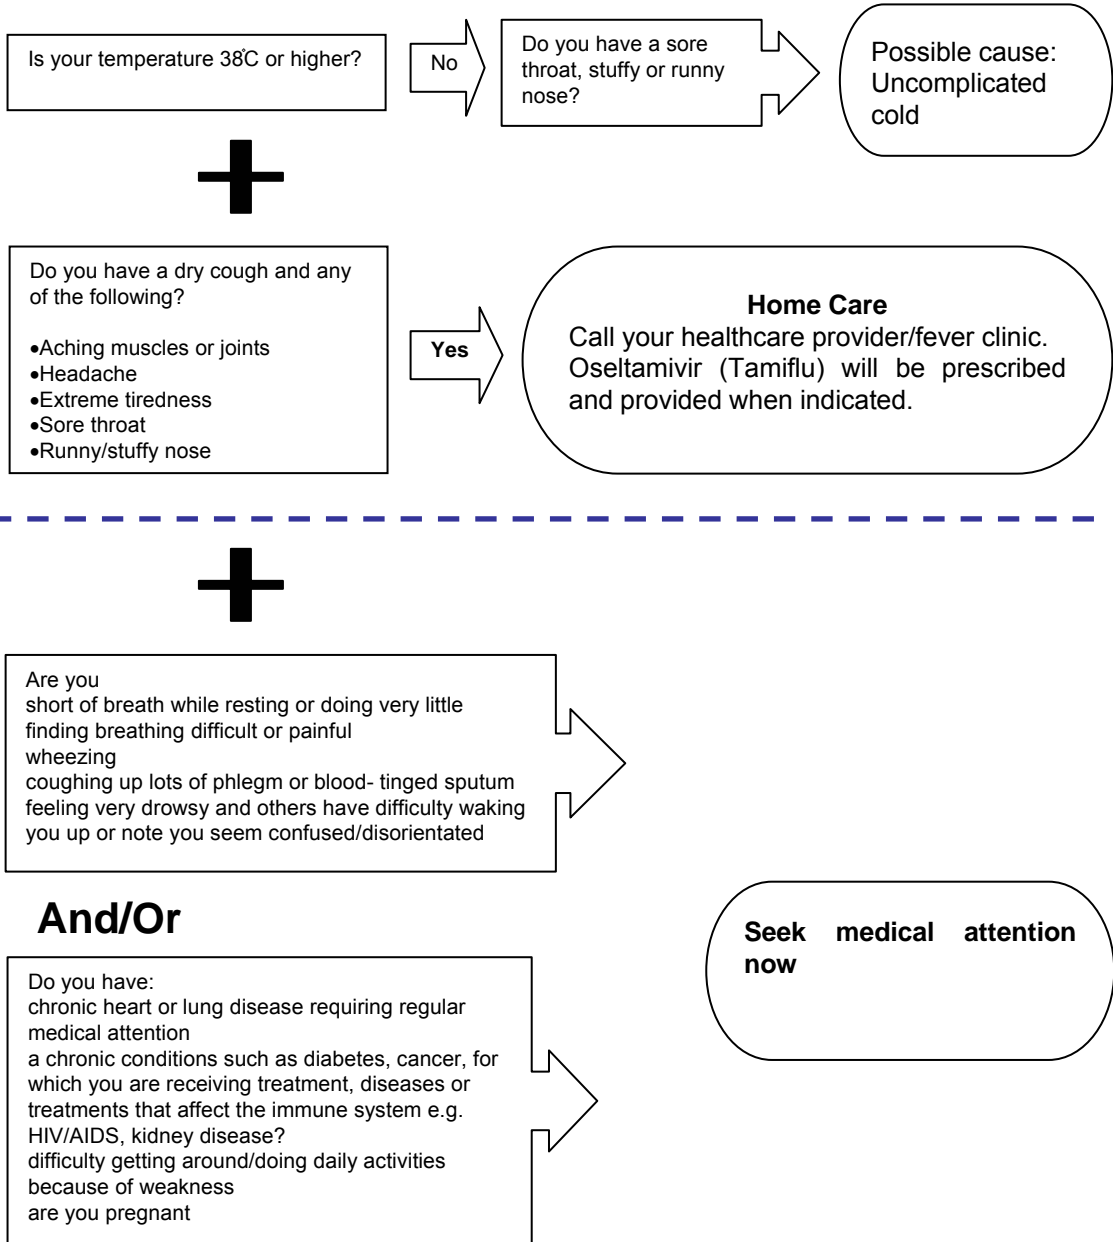 Is your temperature 38°C or higher?
No
Do you have a sore
throat, stuffy or runny
nose?
Possible cause:
Uncomplicated
cold
Do you have a dry cough and any
of the following?
•Aching muscles or joints
•Headache
•Extreme tiredness
•Sore throat
•Runny/stuffy nose
Yes
Home Care
Call your healthcare provider/fever clinic.
Oseltamivir (Tamiflu) will be prescribed
and provided when indicated.
Are you
short of breath while resting or doing very little
finding breathing difficult or painful
wheezing
coughing up lots of phlegm or blood- tinged sputum
feeling very drowsy and others have difficulty waking
you up or note you seem confused/disorientated
And/Or
Seek medical attention
now
Do you have:
chronic heart or lung disease requiring regular
medical attention
a chronic conditions such as diabetes, cancer, for
which you are receiving treatment, diseases or
treatments that affect the immune system e.g.
HIV/AIDS, kidney disease?
difficulty getting around/doing daily activities
because of weakness
are you pregnant